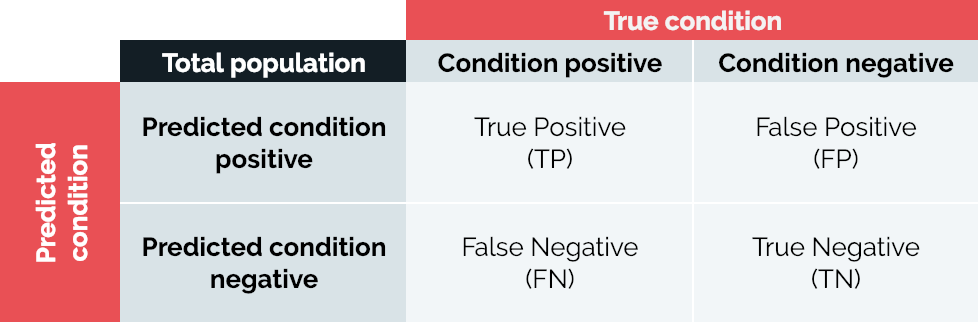 True condition
Total population
Condition positive
Condition negative
Predicted
condition
Predicted condition
positive
True Positive
(TP)
False Positive
(FP)
Predicted condition
negative
False Negative
(FN)
True Negative
(TN)